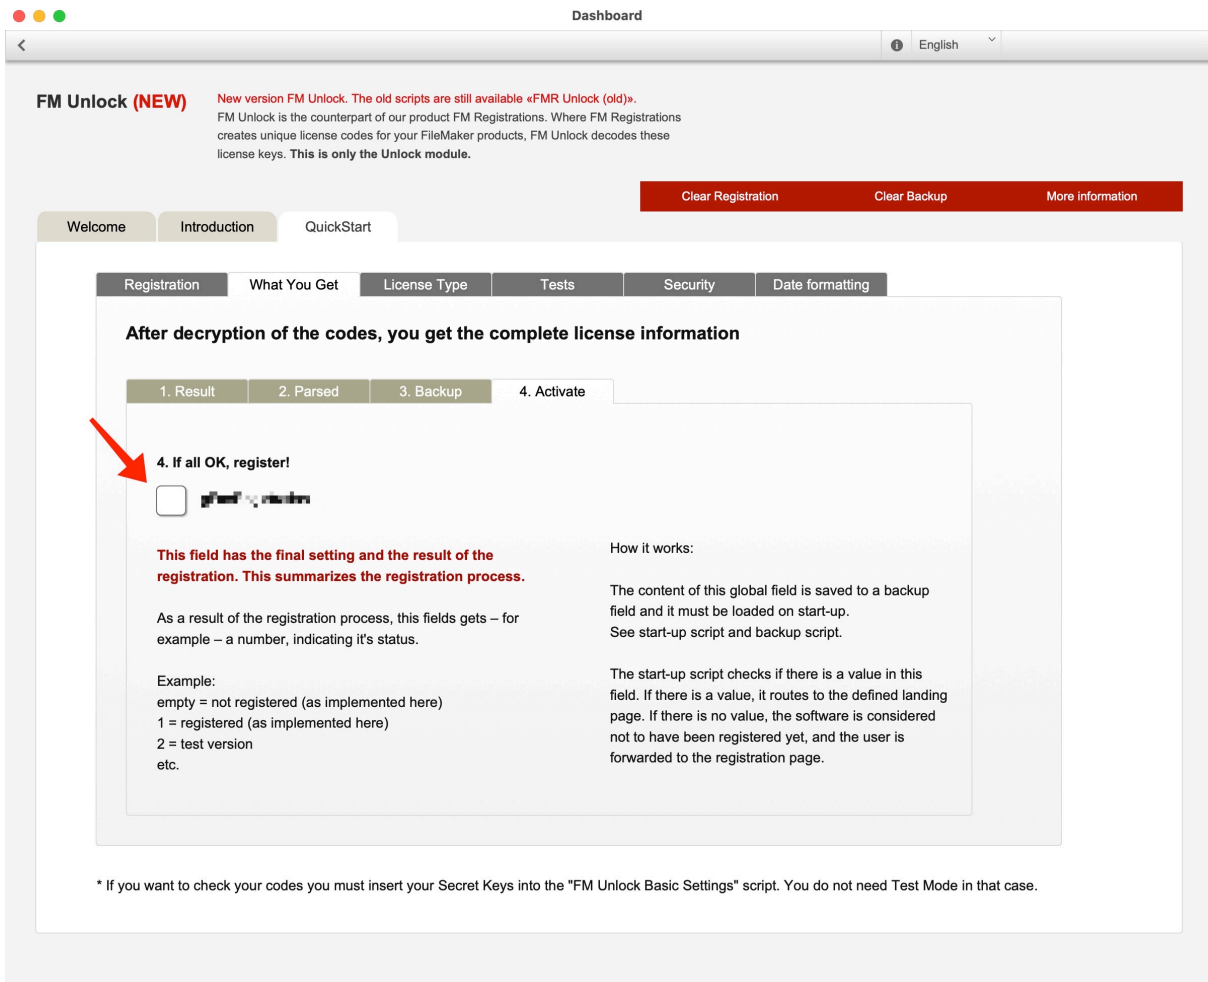 Dashboard
English
FM Unlock (NEW)
New version FM Unlock. The old scripts are still available «FMR Unlock (old)».
FM Unlock is the counterpart of our product FM Registrations. Where FM Registrations
creates unique license codes for your FileMaker products, FM Unlock decodes these
license keys. This is only the Unlock module.
Clear Registration
Clear Backup
More information
Welcome
Introduction
QuickStart
Registration
What You Get
License Type
Tests
Security
Date formatting
After decryption of the codes, you get the complete license information
1. Result
2. Parsed
3. Backup
4. Activate
4. If all OK, register!
This field has the final setting and the result of the
registration. This summarizes the registration process.
As a result of the registration process, this fields gets – for
example – a number, indicating it's status.
Example:
empty = not registered (as implemented here)
1 = registered (as implemented here)
2 = test version
etc.
How it works:
The content of this global field is saved to a backup
field and it must be loaded on start-up.
See start-up script and backup script.
The start-up script checks if there is a value in this
field. If there is a value, it routes to the defined landing
page. If there is no value, the software is considered
not to have been registered yet, and the user is
forwarded to the registration page.
* If you want to check your codes you must insert your Secret Keys into the "FM Unlock Basic Settings" script. You do not need Test Mode in that case.